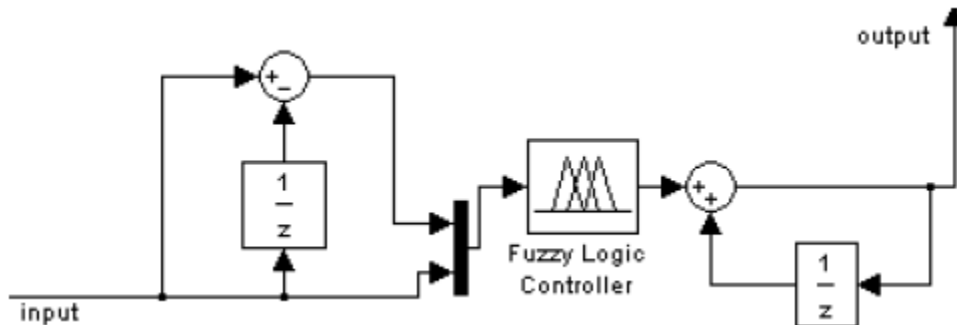 output
+
-
1
z
Fuzzy Logic
Controller
+
+
1
z
input